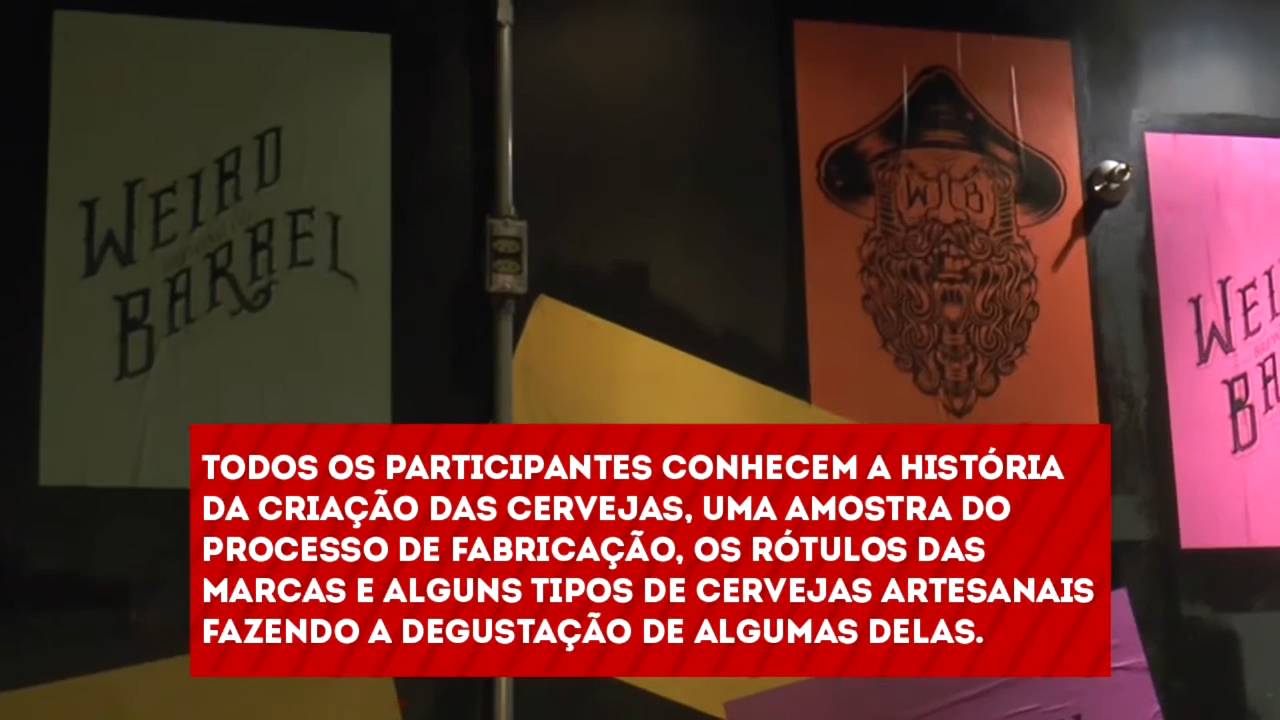 WEIRD
BARREL
W B
WEI
BREW
BA
TODOS OS PARTICIPANTES CONHECEM A HISTÓRIA
DA CRIAÇÃO DAS CERVEJAS, UMA AMOSTRA DO
PROCESSO DE FABRICAÇÃO, OS RÓTULOS DAS
MARCAS E ALGUNS TIPOS DE CERVEJAS ARTESANAIS
FAZENDO A DEGUSTAÇÃO DE ALGUMAS DELAS.